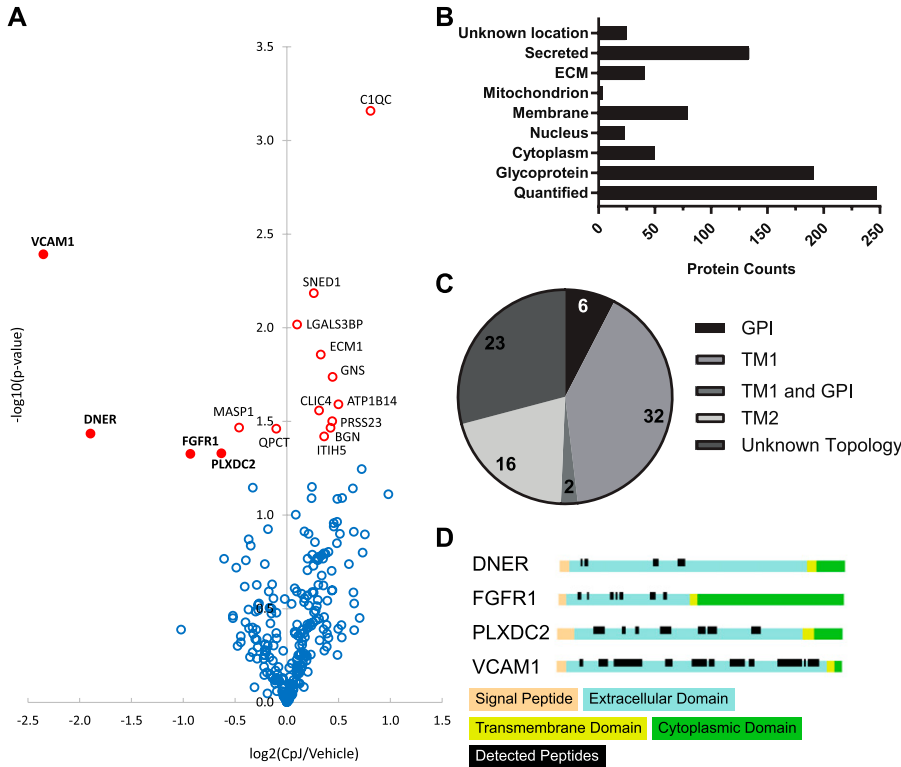 A
3.5
C1QC
3.0
2.5
VCAM1
SNED1
2.0
LGALS3BP
ECM1
GNS
CLIC4
ATP1B14
MASP1
1.5
PRSS23
DNER
QPCT
BGN
FGFR1
ITIH5
PLXDC2
1.0
0.5
0.0
-log10(p-value)
-2.5
-2.0
-1.5
-1.0
-0.5
0.0
0.5
1.0
1.5
log2(CpJ/Vehicle)
B
Unknown location
Secreted
ECM
Mitochondrion
Membrane
Nucleus
Cytoplasm
Glycoprotein
Quantified
0
50
100
150
200
250
Protein Counts
C
6
23
32
16
2
GPI
TM1
TM1 and GPI
TM2
Unknown Topology
D
DNER
FGFR1
PLXDC2
VCAM1
Signal Peptide
Extracellular Domain
Transmembrane Domain
Cytoplasmic Domain
Detected Peptides